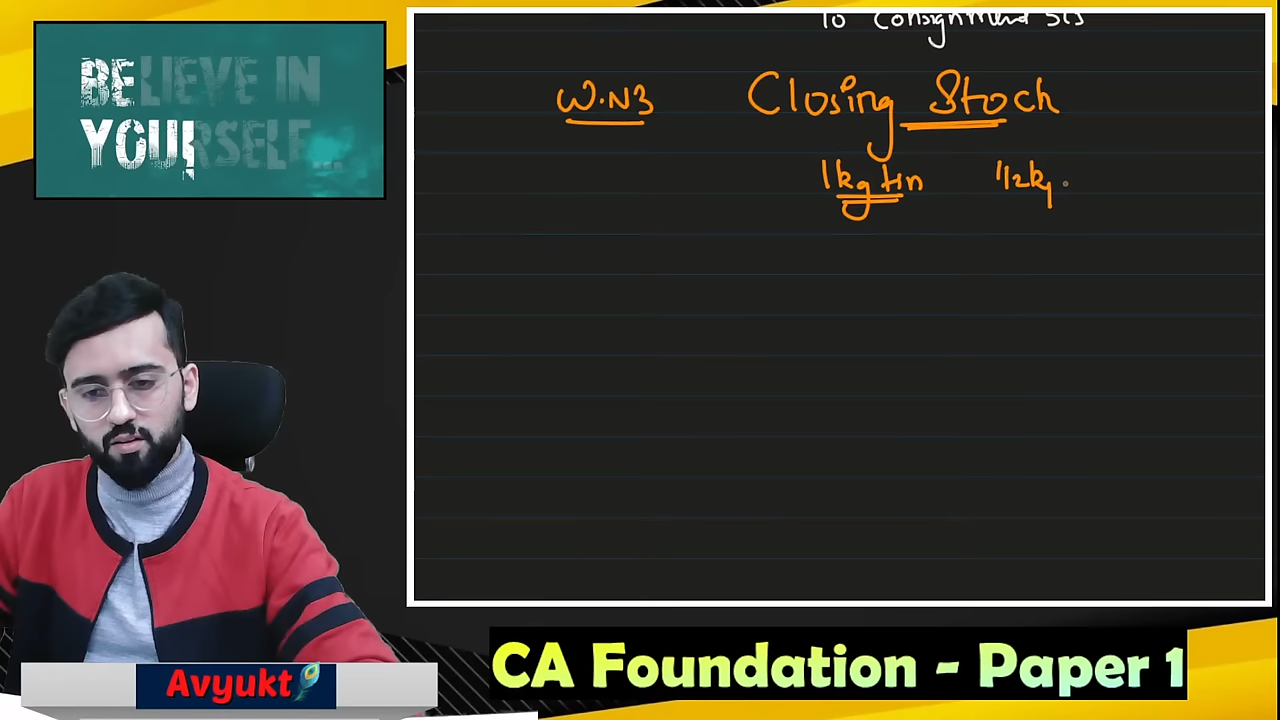 BELIEVE IN
YOURSELF...
To Consignment
W.N3 Closing Stock
1kg tin 1/2kg
Avyukt
CA Foundation - Paper 1